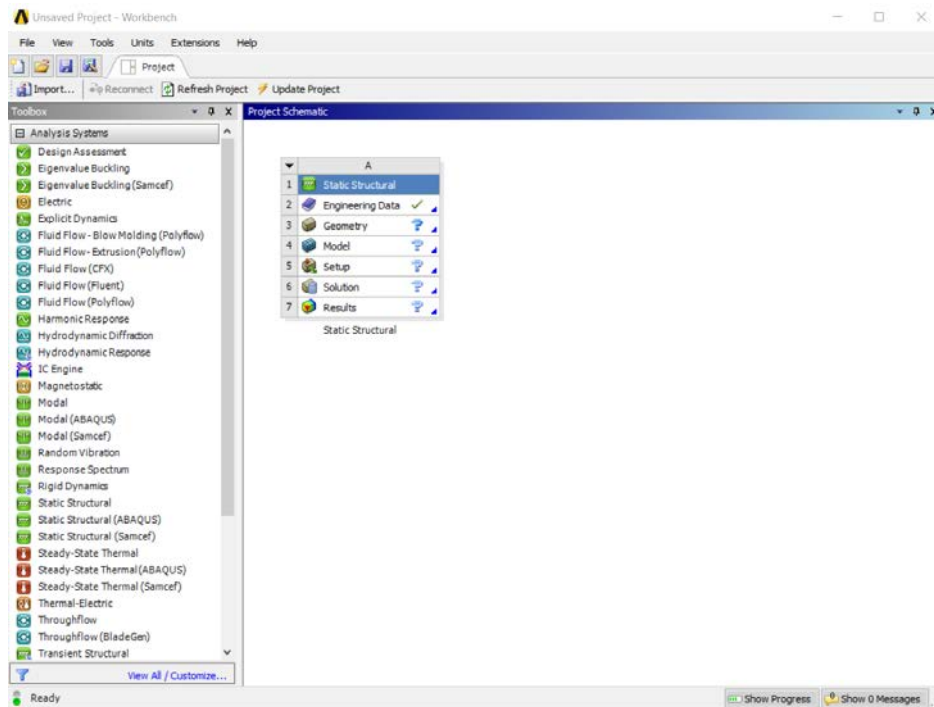 Unsaved Project - Workbench
File View Tools Units Extensions Help
Project
Import... Reconnect Refresh Project Update Project
Toolbox
Project Schematic
Analysis Systems
Design Assessment
Eigenvalue Buckling
Eigenvalue Buckling (Samcef)
Electric
Explicit Dynamics
Fluid Flow - Blow Molding (Polyflow)
Fluid Flow - Extrusion (Polyflow)
Fluid Flow (CFX)
Fluid Flow (Fluent)
Fluid Flow (Polyflow)
Harmonic Response
Hydrodynamic Diffraction
Hydrodynamic Response
IC Engine
Magnetostatic
Modal
Modal (ABAQUS)
Modal (Samcef)
Random Vibration
Response Spectrum
Rigid Dynamics
Static Structural
Static Structural (ABAQUS)
Static Structural (Samcef)
Steady-State Thermal
Steady-State Thermal (ABAQUS)
Steady-State Thermal (Samcef)
Thermal-Electric
Throughflow
Throughflow (BladeGen)
Transient Structural
View All / Customize...
A
1 Static Structural
2 Engineering Data
3 Geometry ?
4 Model ?
5 Setup ?
6 Solution ?
7 Results ?
Static Structural
Ready
Show Progress Show 0 Messages